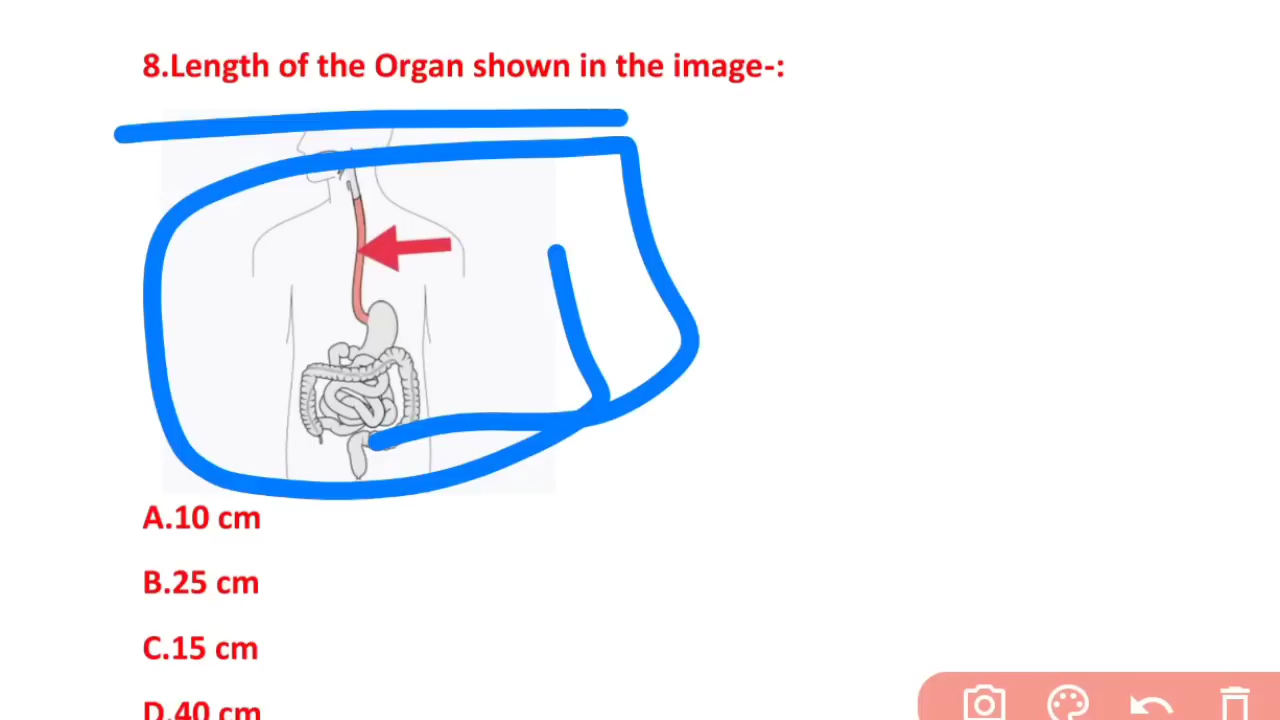 8.Length of the Organ shown in the image-:
A.10 cm
B.25 cm
C.15 cm
D.40 cm